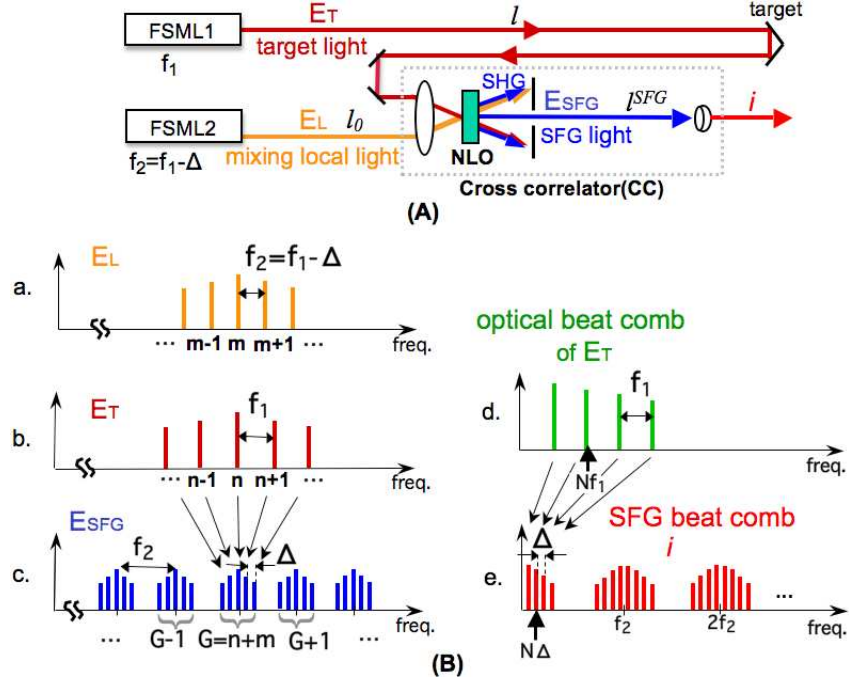 FSML1
f1
ET
target light
l
target
FSML2
f2=f1-Δ
EL
l0
mixing local light
SHG
NLO
ESFG
SFG light
lSFG
i
Cross correlator(CC)
(A)
a.
EL
f2=f1-Δ
... m-1 m m+1 ...
freq.
b.
ET
f1
... n-1 n n+1 ...
freq.
c.
ESFG
f2
Δ
... G-1 G=n+m G+1 ...
freq.
optical beat comb
of ET
d.
f1
Nf1
freq.
SFG beat comb
i
e.
Δ
...
f2 2f2
freq.
NΔ
(B)